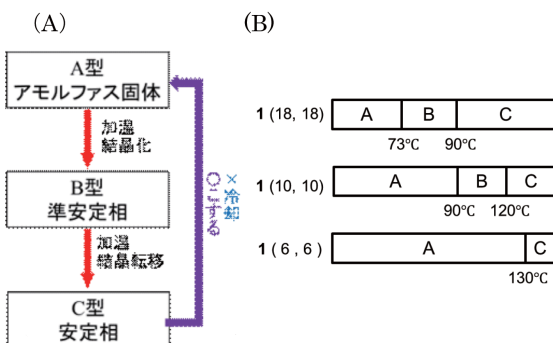 (A)
A型
アモルファス固体
加温
結晶化
B型
準安定相
加温
結晶転移
C型
安定相
×冷却
○こする
(B)
1 (18, 18)
A
B
C
73℃
90℃
1 (10, 10)
A
B
C
90℃
120℃
1 ( 6 , 6 )
A
C
130℃